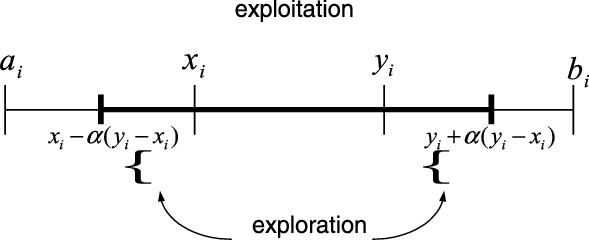 exploitation
a_i x_i y_i b_i
x_i − α(y_i − x_i) y_i + α(y_i − x_i)
{ {
exploration